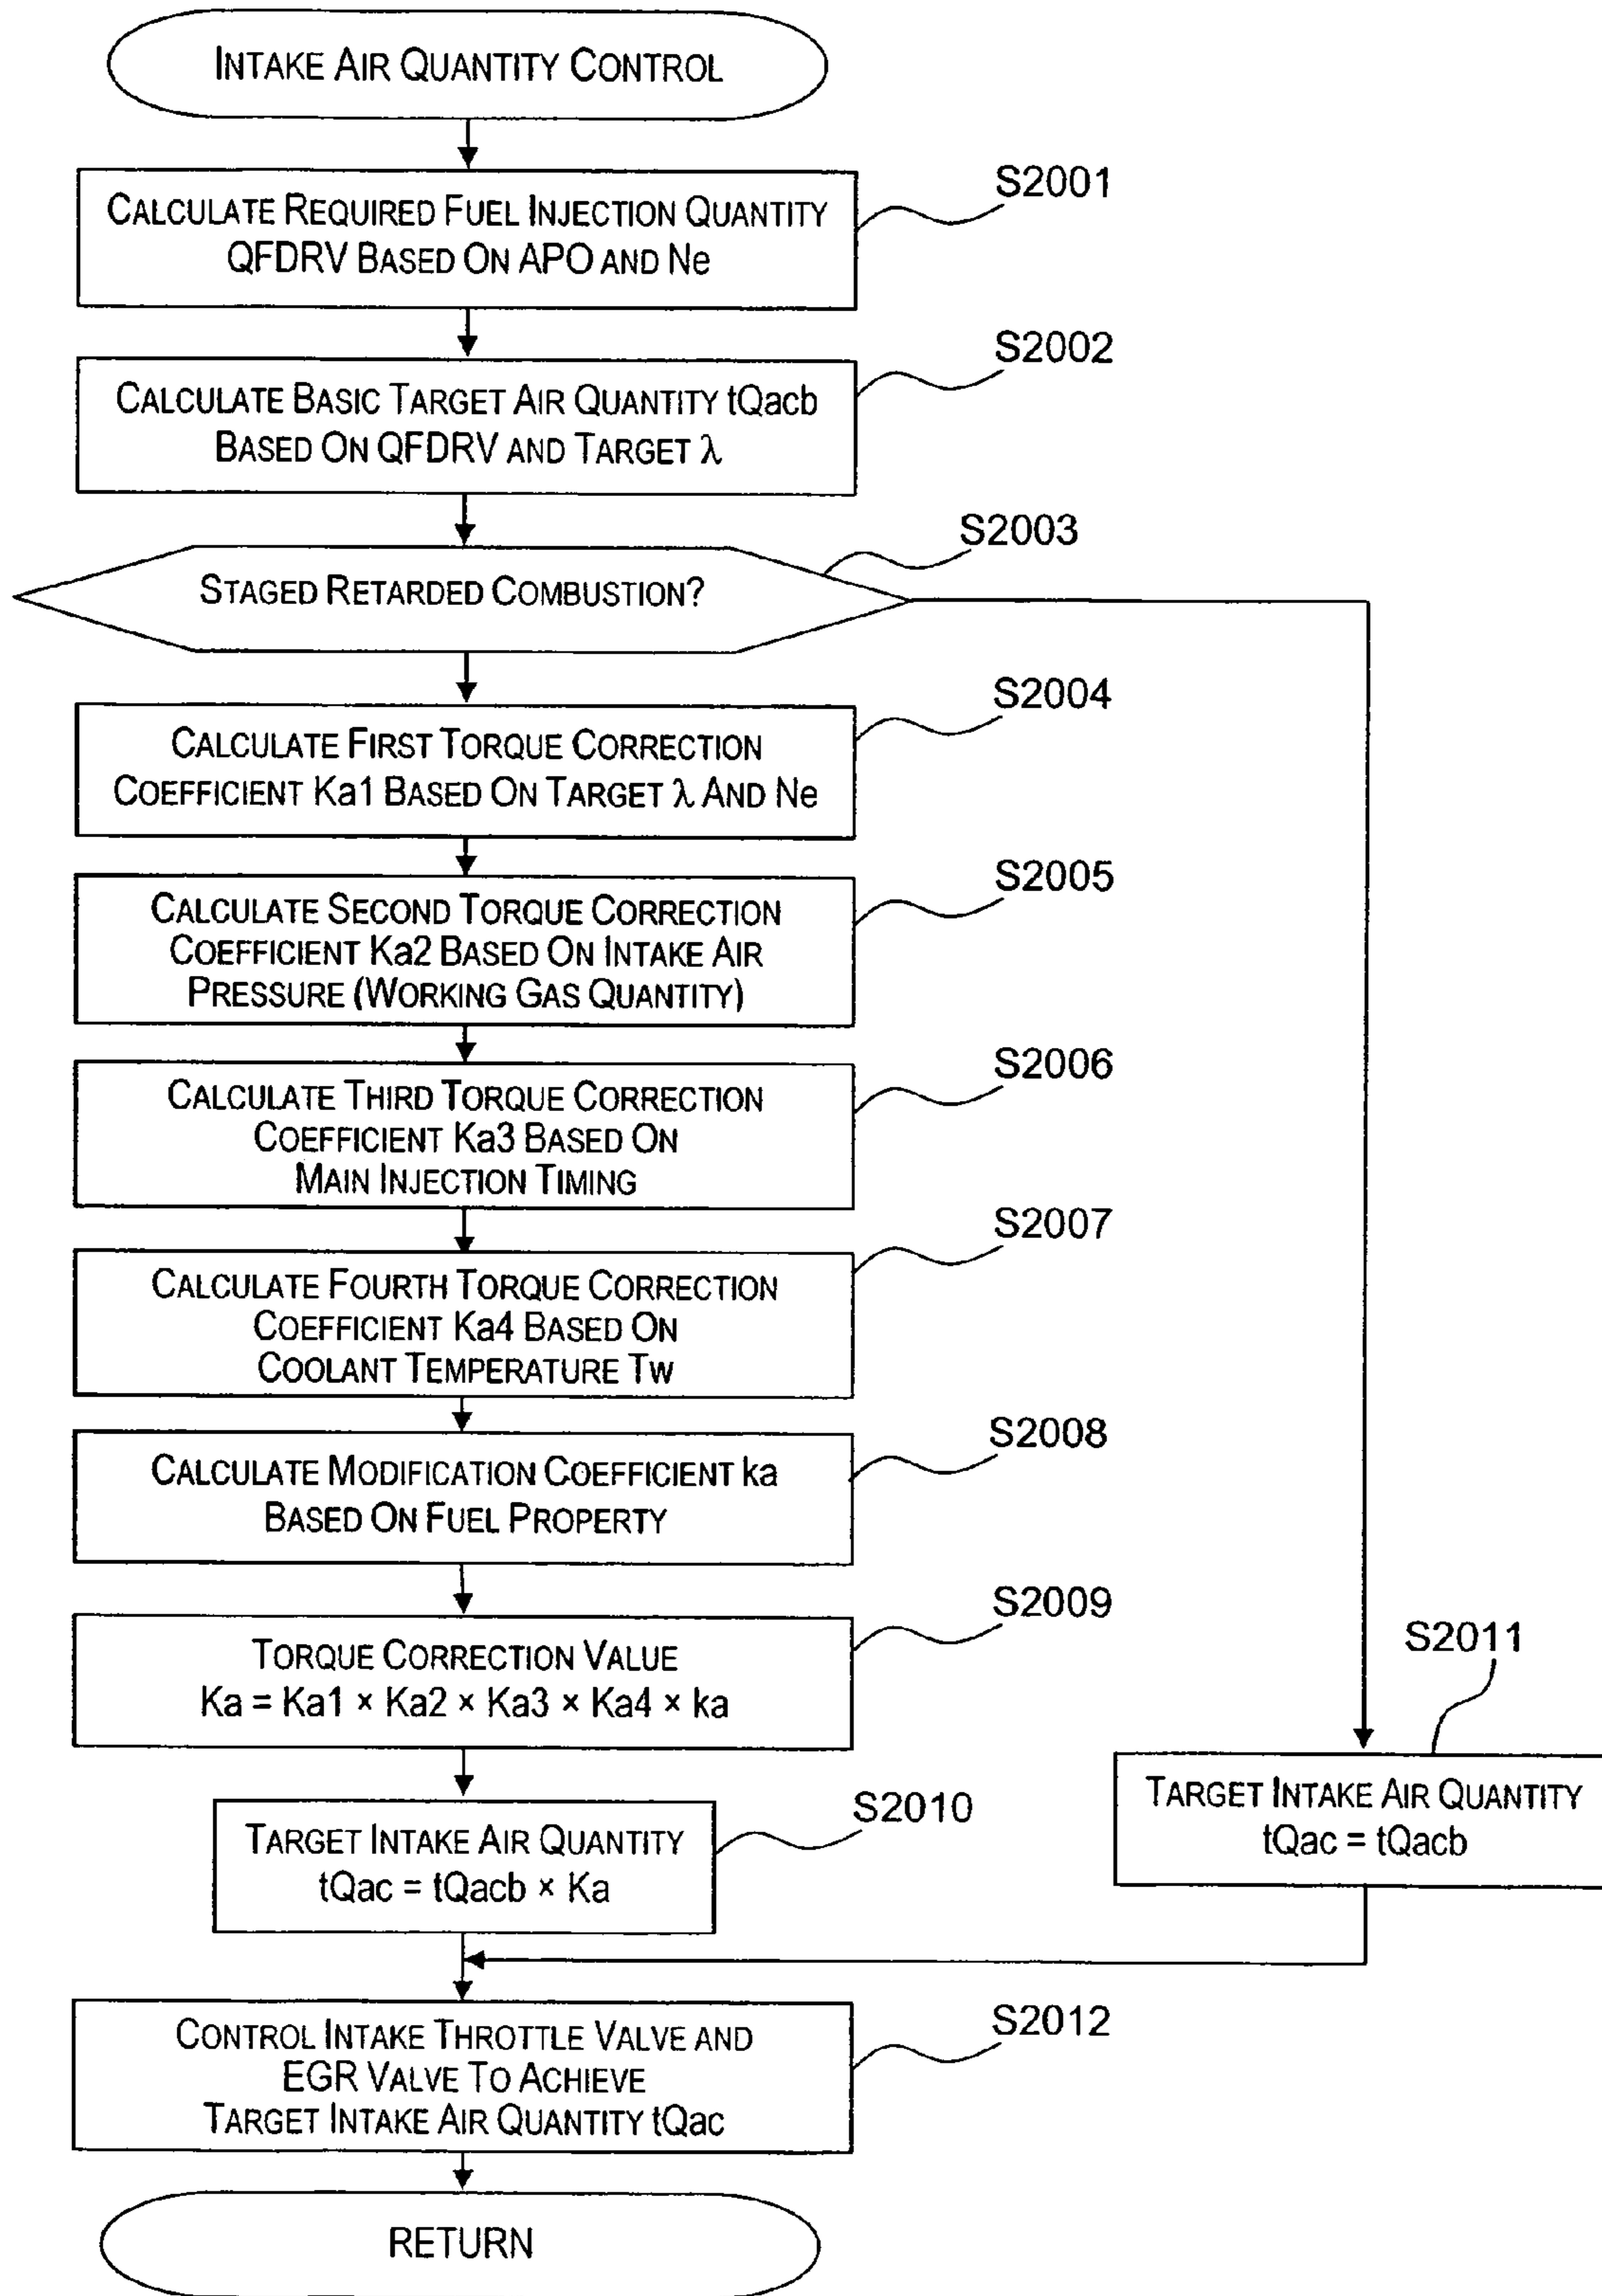 INTAKE AIR QUANTITY CONTROL
S2001
CALCULATE REQUIRED FUEL INJECTION QUANTITY
QFDRV BASED ON APO AND Ne
S2002
CALCULATE BASIC TARGET AIR QUANTITY tQacb
BASED ON QFDRV AND TARGET λ
S2003
STAGED RETARDED COMBUSTION?
S2004
CALCULATE FIRST TORQUE CORRECTION
COEFFICIENT Ka1 BASED ON TARGET λ AND Ne
S2005
CALCULATE SECOND TORQUE CORRECTION
COEFFICIENT Ka2 BASED ON INTAKE AIR
PRESSURE (WORKING GAS QUANTITY)
S2006
CALCULATE THIRD TORQUE CORRECTION
COEFFICIENT Ka3 BASED ON
MAIN INJECTION TIMING
S2007
CALCULATE FOURTH TORQUE CORRECTION
COEFFICIENT Ka4 BASED ON
COOLANT TEMPERATURE TW
S2008
CALCULATE MODIFICATION COEFFICIENT ka
BASED ON FUEL PROPERTY
S2009
TORQUE CORRECTION VALUE
Ka = Ka1 × Ka2 × Ka3 × Ka4 × ka
S2010
TARGET INTAKE AIR QUANTITY
tQac = tQacb × Ka
S2011
TARGET INTAKE AIR QUANTITY
tQac = tQacb
S2012
CONTROL INTAKE THROTTLE VALVE AND
EGR VALVE TO ACHIEVE
TARGET INTAKE AIR QUANTITY tQac
RETURN